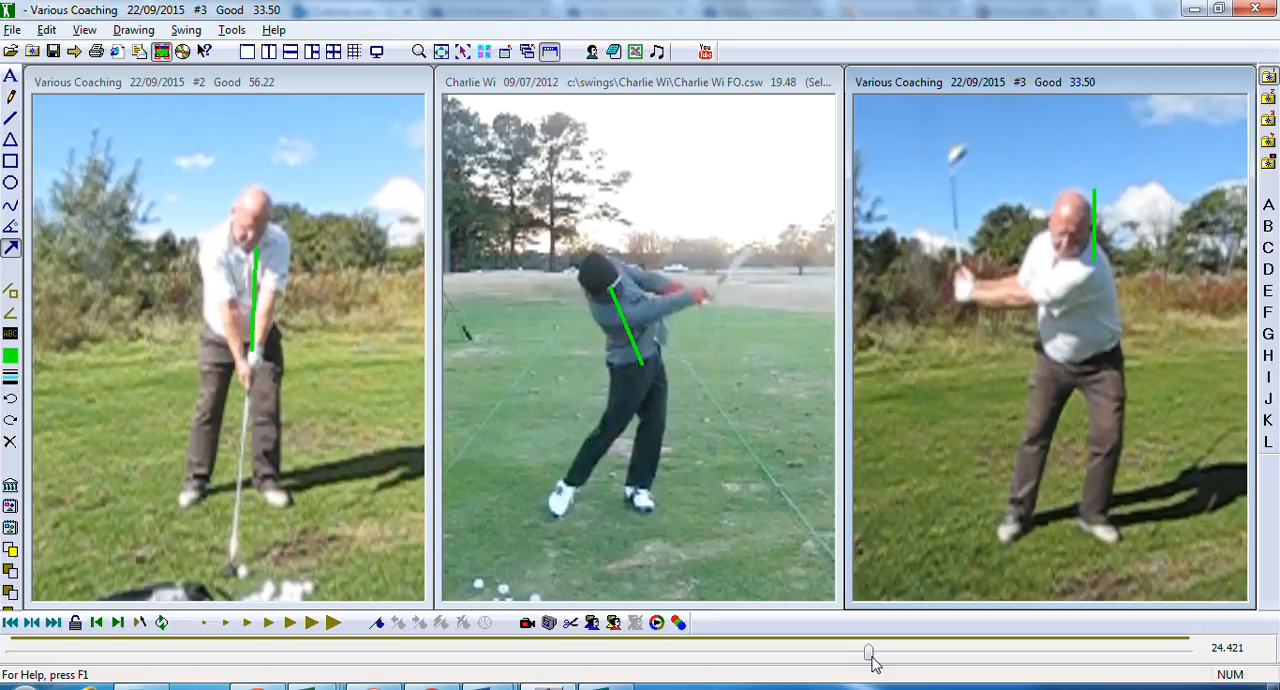 - Various Coaching 22/09/2015 #3 Good 33.50
File Edit View Drawing Swing Tools Help
You
Various Coaching 22/09/2015 #2 Good 56.22
Charlie Wi 09/07/2012 c:\swings\Charlie Wi\Charlie Wi FO.csw 19.48 (Sel...
Various Coaching 22/09/2015 #3 Good 33.50
A
ABC
A
B
C
D
E
F
G
H
I
J
K
L
24.421
For Help, press F1
NUM